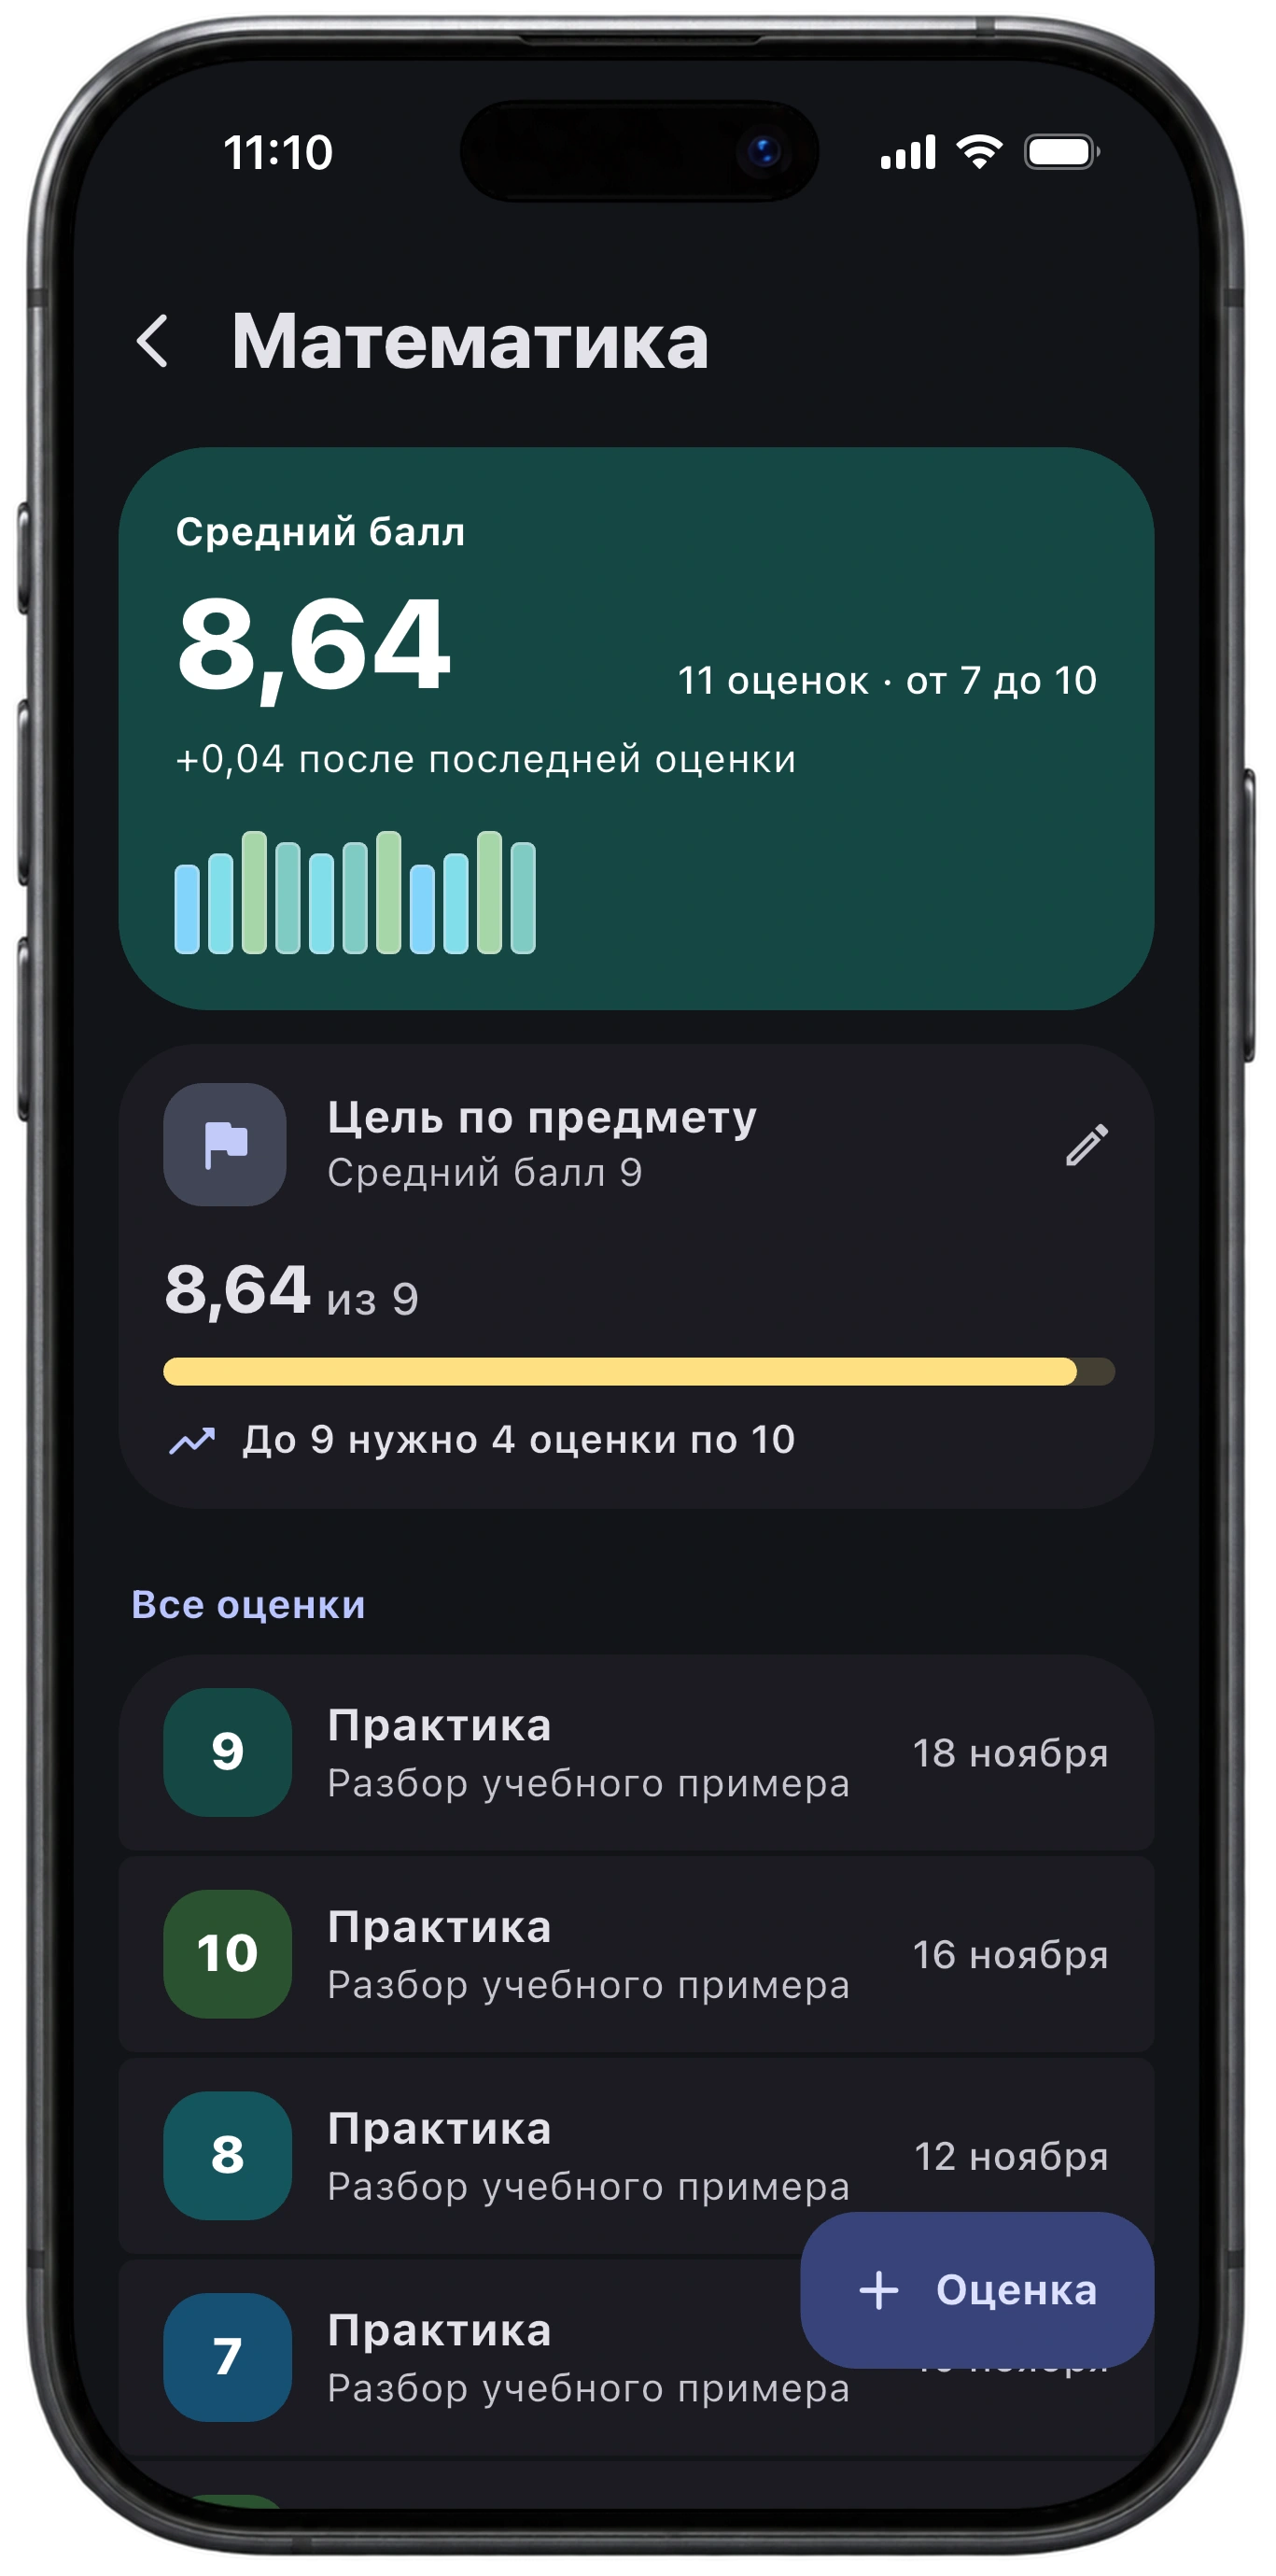 11:10
Математика
Средний балл
8,64
11 оценок · от 7 до 10
+0,04 после последней оценки
Цель по предмету
Средний балл 9
8,64 из 9
До 9 нужно 4 оценки по 10
Все оценки
9
Практика
Разбор учебного примера
18 ноября
10
Практика
Разбор учебного примера
16 ноября
8
Практика
Разбор учебного примера
12 ноября
7
Практика
Разбор учебного примера
Оценка